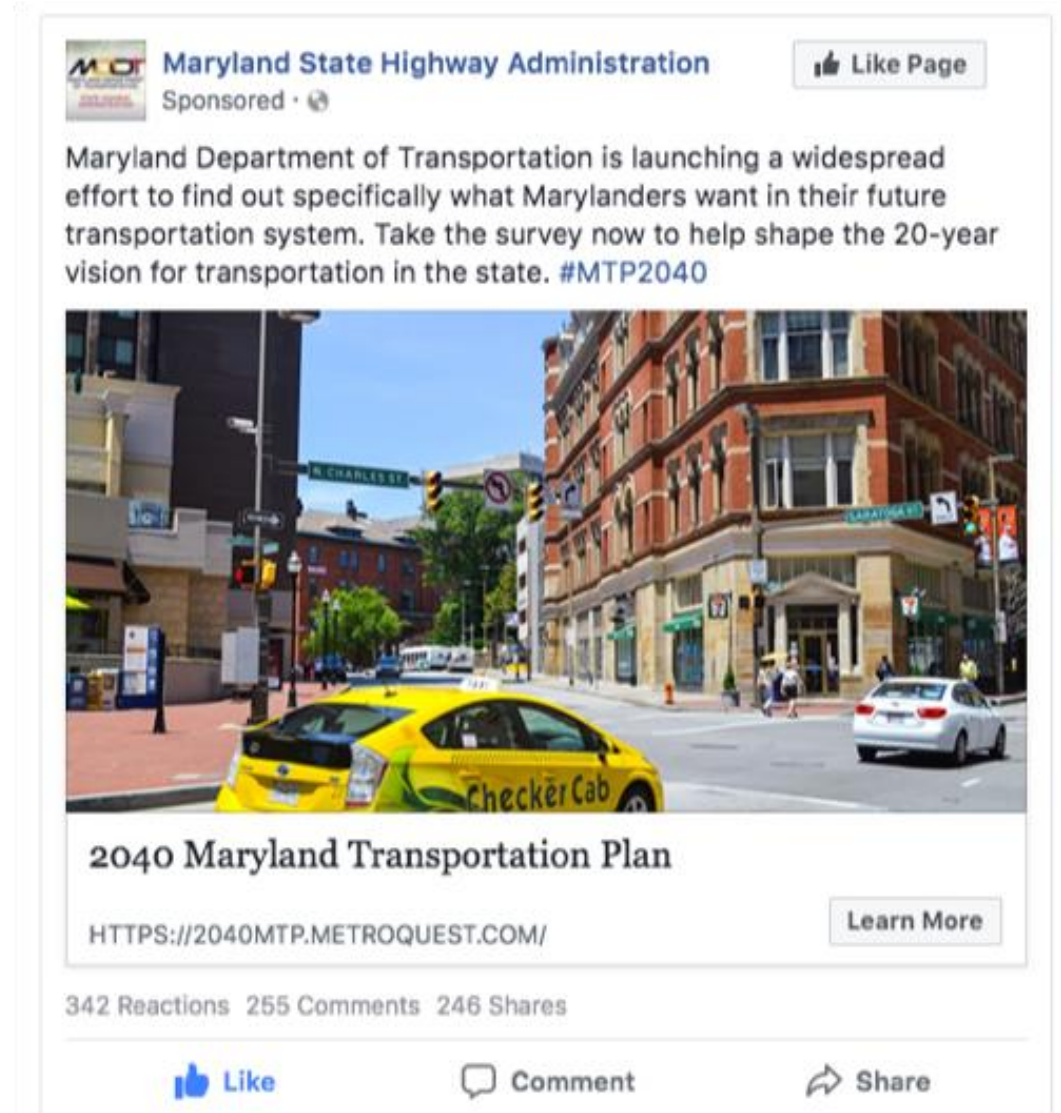 MDOT
Maryland State Highway Administration
Like Page
Sponsored ·
Maryland Department of Transportation is launching a widespread
effort to find out specifically what Marylanders want in their future
transportation system. Take the survey now to help shape the 20-year
vision for transportation in the state. #MTP2040
N. CHARLES ST.
SARATOGA ST
TAXI
Checker Cab
2040 Maryland Transportation Plan
HTTPS://2040MTP.METROQUEST.COM/
Learn More
342 Reactions 255 Comments 246 Shares
Like Comment Share